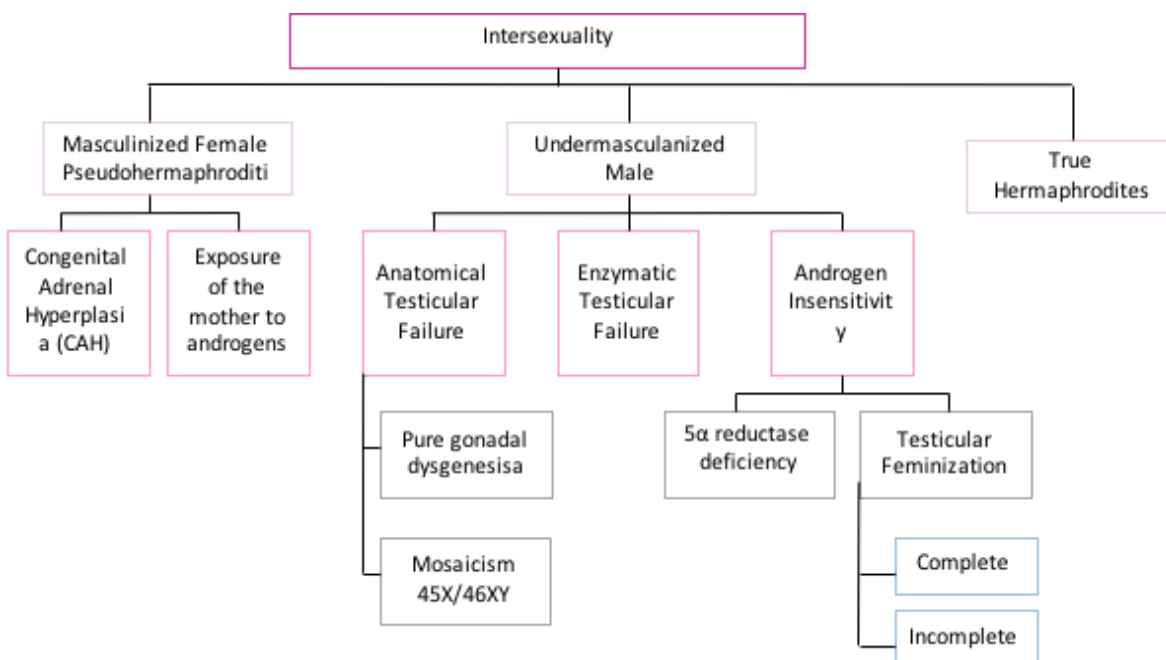 Intersexuality
Masculinized Female
Pseudohermaphroditi
Undermasculanized
Male
True
Hermaphrodites
Congenital
Adrenal
Hyperplasi
a (CAH)
Exposure
of the
mother to
androgens
Anatomical
Testicular
Failure
Enzymatic
Testicular
Failure
Androgen
Insensitivit
y
Pure gonadal
dysgenesisa
Mosaicism
45X/46XY
5α reductase
deficiency
Testicular
Feminization
Complete
Incomplete